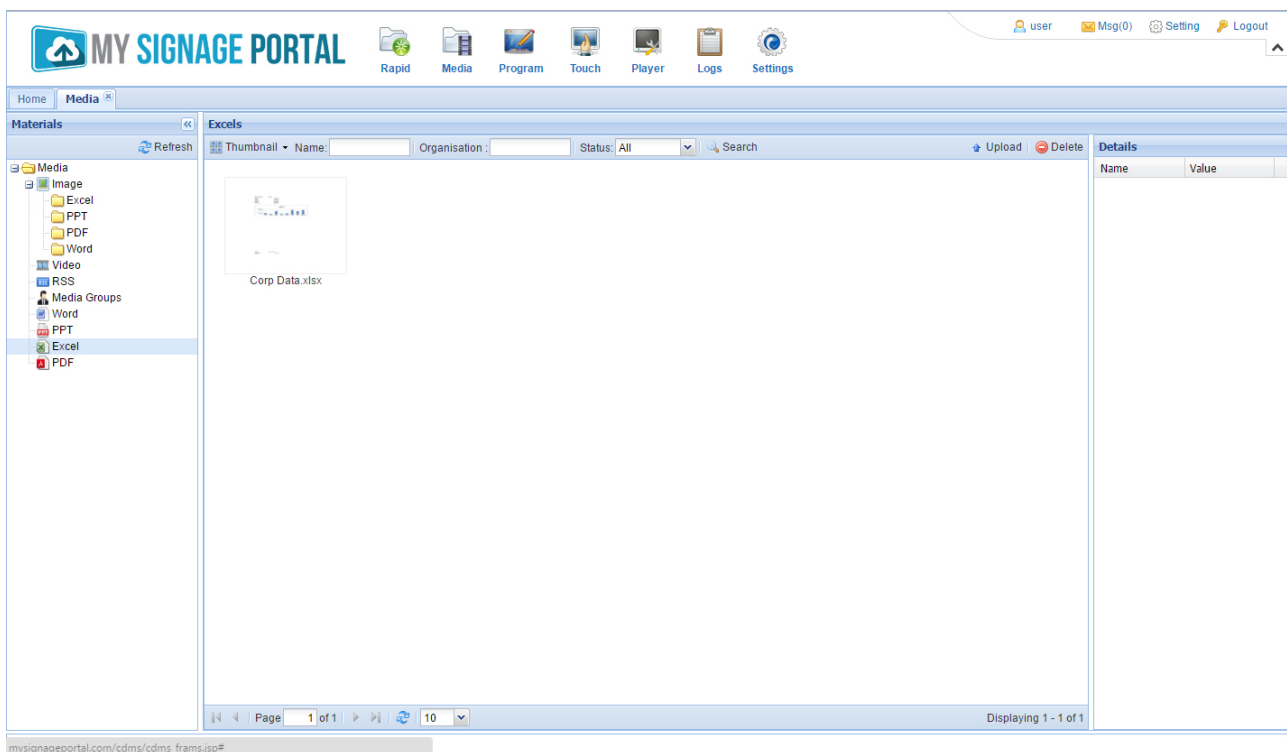 MY SIGNAGE PORTAL
Rapid
Media
Program
Touch
Player
Logs
Settings
user
Msg(0)
Setting
Logout
Home
Media
Materials
Refresh
Media
Image
Excel
PPT
PDF
Word
Video
RSS
Media Groups
Word
PPT
Excel
PDF
Excels
Thumbnail
Name:
Organisation :
Status: All
Search
Upload
Delete
Corp Data.xlsx
Page 1 of 1
10
Displaying 1 - 1 of 1
Details
Name Value
mysignageportal.com/cdms/cdms_frams.jsp#